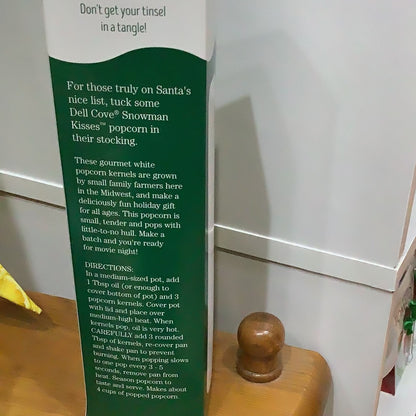 Don't get your tinsel
in a tangle!
For those truly on Santa's
nice list, tuck some
Dell Cove® Snowman
Kisses™ popcorn in
their stocking.
These gourmet white
popcorn kernels are grown
by small family farmers here
in the Midwest, and make a
deliciously fun holiday gift
for all ages. This popcorn is
small, tender and pops with
little-to-no hull. Make a
batch and you're ready
for movie night!
DIRECTIONS:
In a medium-sized pot, add
1 Tbsp oil (or enough to
cover bottom of pot) and 3
popcorn kernels. Cover pot
with lid and place over
medium-high heat. When
kernels pop, oil is very hot.
CAREFULLY add 3 rounded
Tbsp of kernels, re-cover pan
and shake pan to prevent
burning. When popping slows
to one pop every 3 - 5
seconds, remove pan from
heat. Season popcorn to
taste and serve. Makes about
4 cups of popped popcorn.